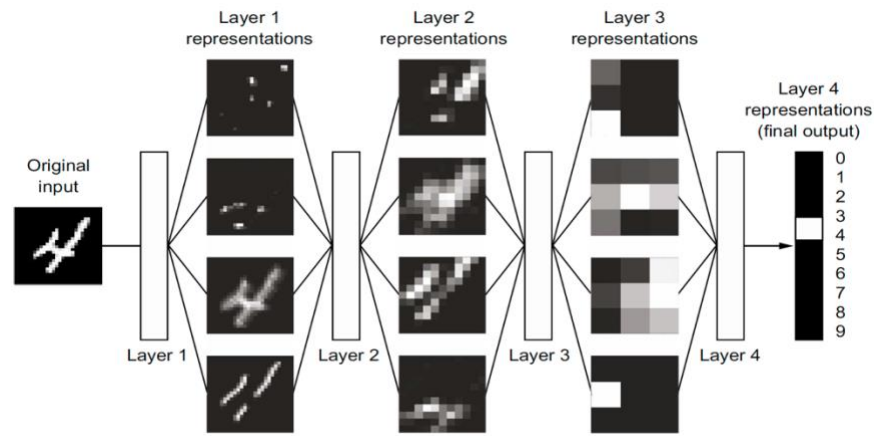 Layer 1
representations
Layer 2
representations
Layer 3
representations
Layer 4
representations
(final output)
Original
input
0
1
2
3
4
5
6
7
8
9
Layer 1
Layer 2
Layer 3
Layer 4